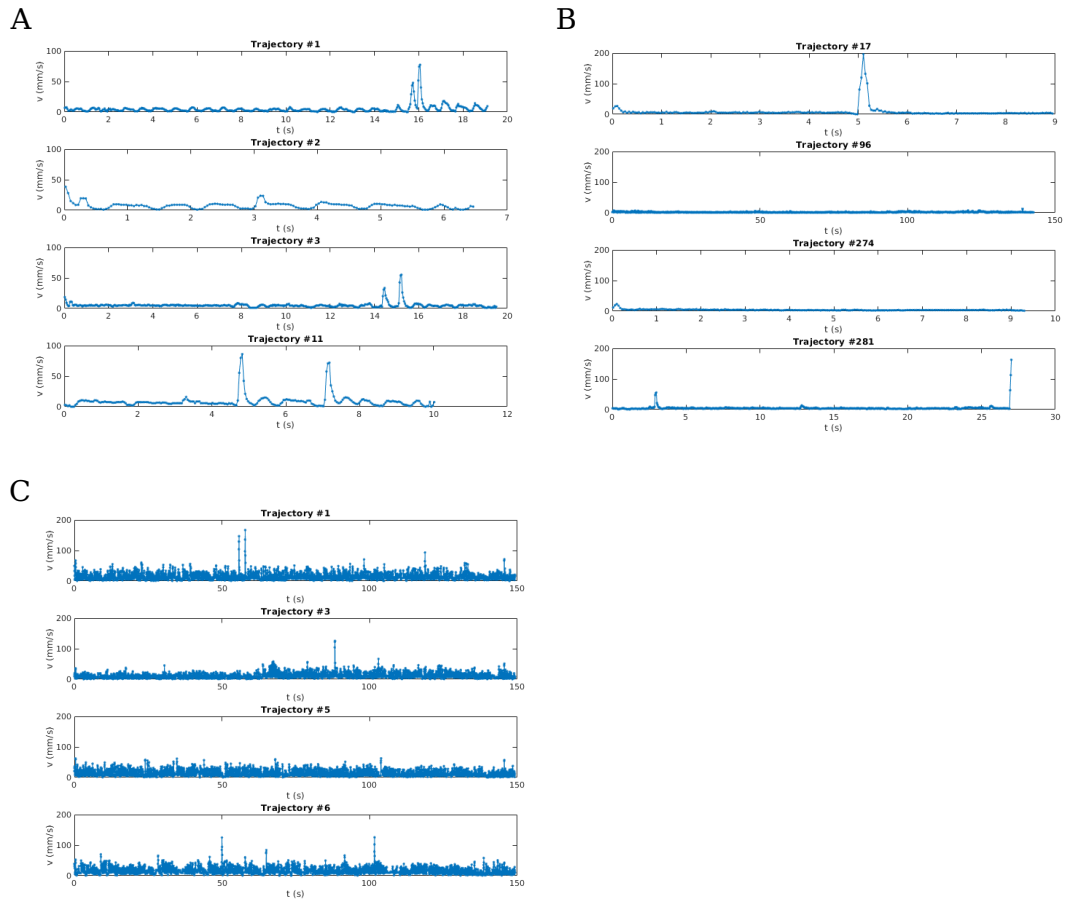 A
Trajectory #1
100
50
0
v (mm/s)
0 2 4 6 8 10 12 14 16 18 20
t (s)
Trajectory #2
100
50
0
v (mm/s)
0 1 2 3 4 5 6 7
t (s)
Trajectory #3
100
50
0
v (mm/s)
0 2 4 6 8 10 12 14 16 18 20
t (s)
Trajectory #11
100
50
0
v (mm/s)
0 2 4 6 8 10 12
t (s)
B
Trajectory #17
200
100
0
v (mm/s)
0 1 2 3 4 5 6 7 8 9
t (s)
Trajectory #96
200
100
0
v (mm/s)
0 50 100 150
t (s)
Trajectory #274
200
100
0
v (mm/s)
0 1 2 3 4 5 6 7 8 9 10
t (s)
Trajectory #281
200
100
0
v (mm/s)
0 5 10 15 20 25 30
t (s)
C
Trajectory #1
200
100
0
v (mm/s)
0 50 100 150
t (s)
Trajectory #3
200
100
0
v (mm/s)
0 50 100 150
t (s)
Trajectory #5
200
100
0
v (mm/s)
0 50 100 150
t (s)
Trajectory #6
200
100
0
v (mm/s)
0 50 100 150
t (s)